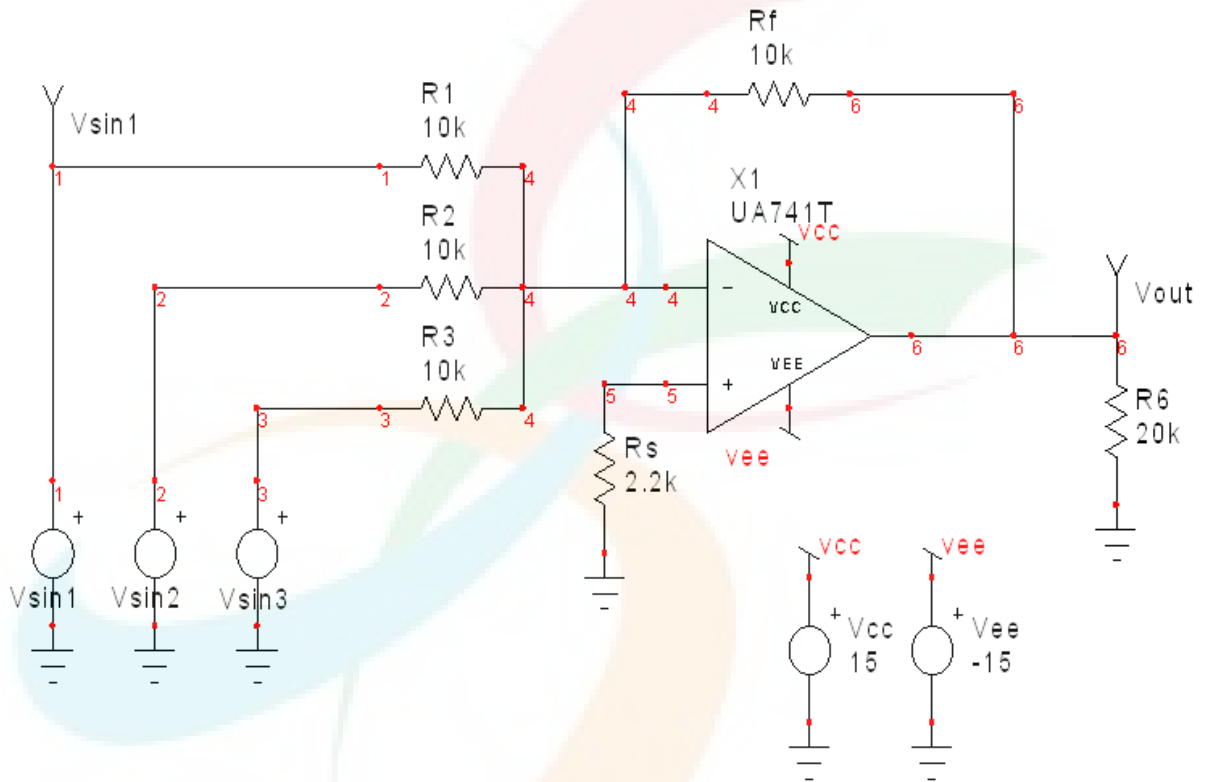 Rf
10k
4 4 6 6
R1
10k
Vsin1
1 1 4
X1
UA741T
vcc
R2
10k
2 2 4 4 4
-
VCC
Vout
R3
10k
VEE
6 6 6
3 3 4
5 5
+
R6
20k
vee
Rs
2.2k
1 2 3
+ + +
vcc vee
Vsin1 Vsin2 Vsin3
+ +
Vcc Vee
15 -15